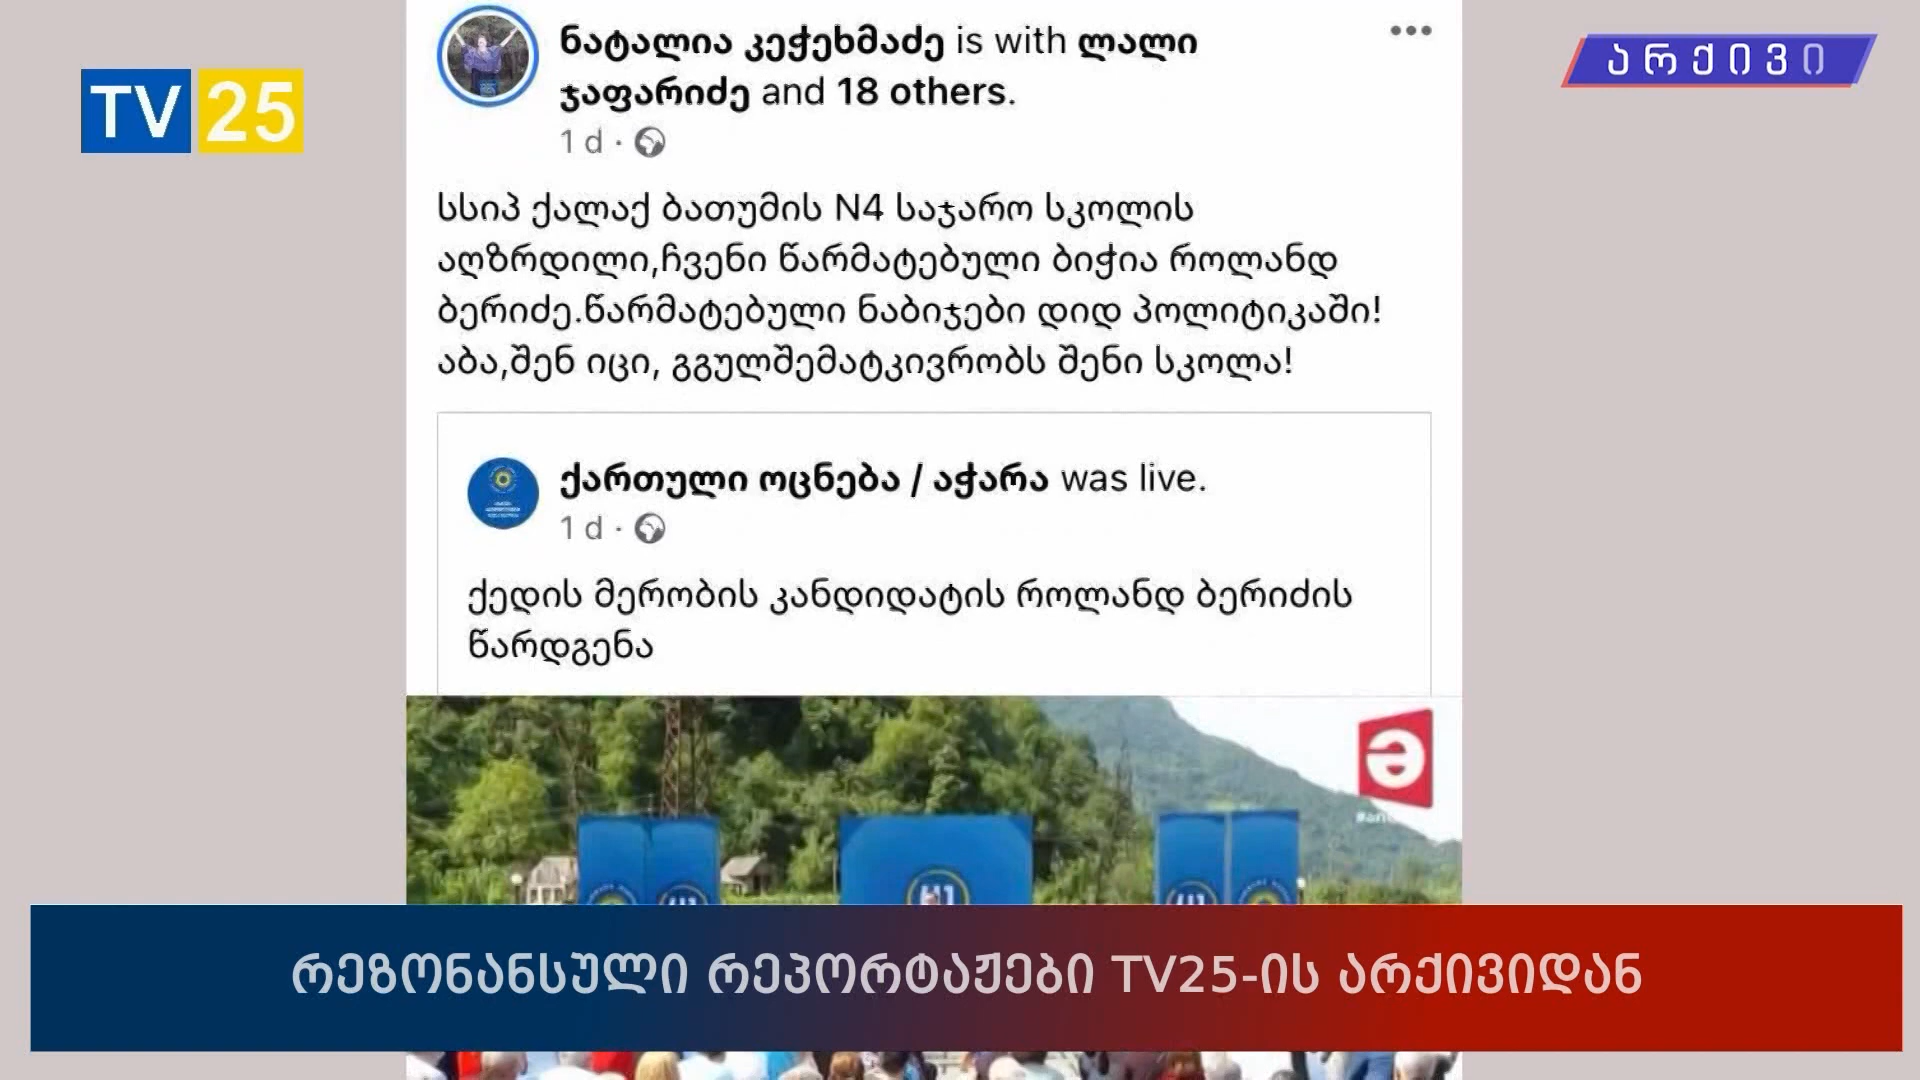 ნატალია კეჭეხმაძე is with ლალი
ჯაფარიძე and 18 others.
1 d ·
TV 25
არქივი
სსიპ ქალაქ ბათუმის N4 საჯარო სკოლის
აღზრდილი,ჩვენი წარმატებული ბიჭია როლანდ
ბერიძე.წარმატებული ნაბიჯები დიდ პოლიტიკაში!
აბა,შენ იცი, გგულშემატკივრობს შენი სკოლა!
ქართული ოცნება / აჭარა was live.
1 d ·
ქედის მერობის კანდიდატის როლანდ ბერიძის
წარდგენა
რეზონანსული რეპორტაჟები TV25-ის არქივიდან